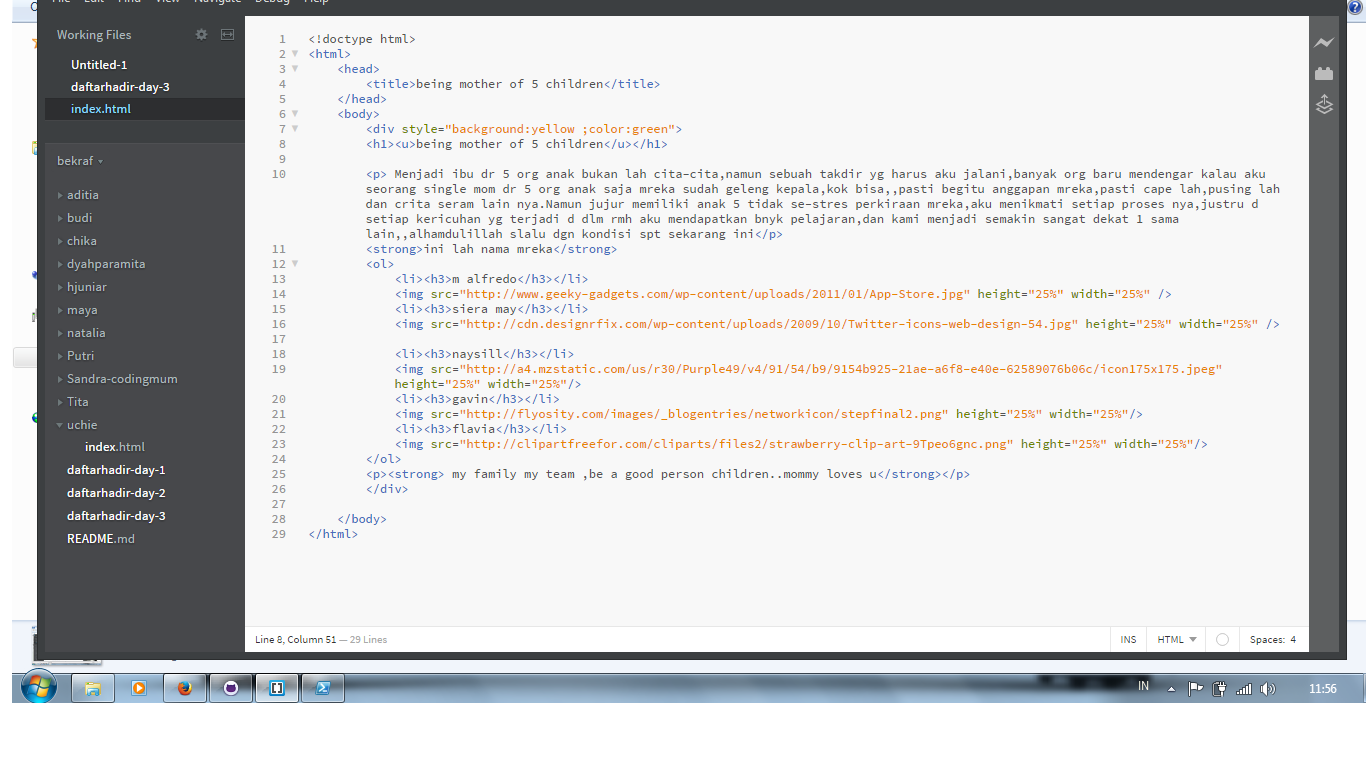 File Edit Find View Navigate Debug Help
Working Files
Untitled-1
daftarhadir-day-3
index.html
bekraf
aditia
budi
chika
dyahparamita
hjuniar
maya
natalia
Putri
Sandra-codingmum
Tita
uchie
index.html
daftarhadir-day-1
daftarhadir-day-2
daftarhadir-day-3
README.md
1 <!doctype html>
2 <html>
3 <head>
4 <title>being mother of 5 children</title>
5 </head>
6 <body>
7 <div style="background:yellow ;color:green">
8 <h1><u>being mother of 5 children</u></h1>
9
10 <p> Menjadi ibu dr 5 org anak bukan lah cita-cita,namun sebuah takdir yg harus aku jalani,banyak org baru mendengar kalau aku
seorang single mom dr 5 org anak saja mreka sudah geleng kepala,kok bisa,,pasti begitu anggapan mreka,pasti cape lah,pusing lah
dan crita seram lain nya.Namun jujur memiliki anak 5 tidak se-stres perkiraan mreka,aku menikmati setiap proses nya,justru d
setiap kericuhan yg terjadi d dlm rmh aku mendapatkan bnyk pelajaran,dan kami menjadi semakin sangat dekat 1 sama
lain,,alhamdulillah slalu dgn kondisi spt sekarang ini</p>
11 <strong>ini lah nama mreka</strong>
12 <ol>
13 <li><h3>m alfredo</h3></li>
14 <img src="http://www.geeky-gadgets.com/wp-content/uploads/2011/01/App-Store.jpg" height="25%" width="25%" />
15 <li><h3>siera may</h3></li>
16 <img src="http://cdn.designrfix.com/wp-content/uploads/2009/10/Twitter-icons-web-design-54.jpg" height="25%" width="25%" />
17
18 <li><h3>naysill</h3></li>
19 <img src="http://a4.mzstatic.com/us/r30/Purple49/v4/91/54/b9/9154b925-21ae-a6f8-e40e-62589076b06c/icon175x175.jpeg"
height="25%" width="25%"/>
20 <li><h3>gavin</h3></li>
21 <img src="http://flyosity.com/images/_blogentries/networkicon/stepfinal2.png" height="25%" width="25%"/>
22 <li><h3>flavia</h3></li>
23 <img src="http://clipartfreefor.com/cliparts/files2/strawberry-clip-art-9Tpeo6gnc.png" height="25%" width="25%"/>
24 </ol>
25 <p><strong> my family my team ,be a good person children..mommy loves u</strong></p>
26 </div>
27
28 </body>
29 </html>
Line 8, Column 51 — 29 Lines
INS HTML Spaces: 4
IN 11:56